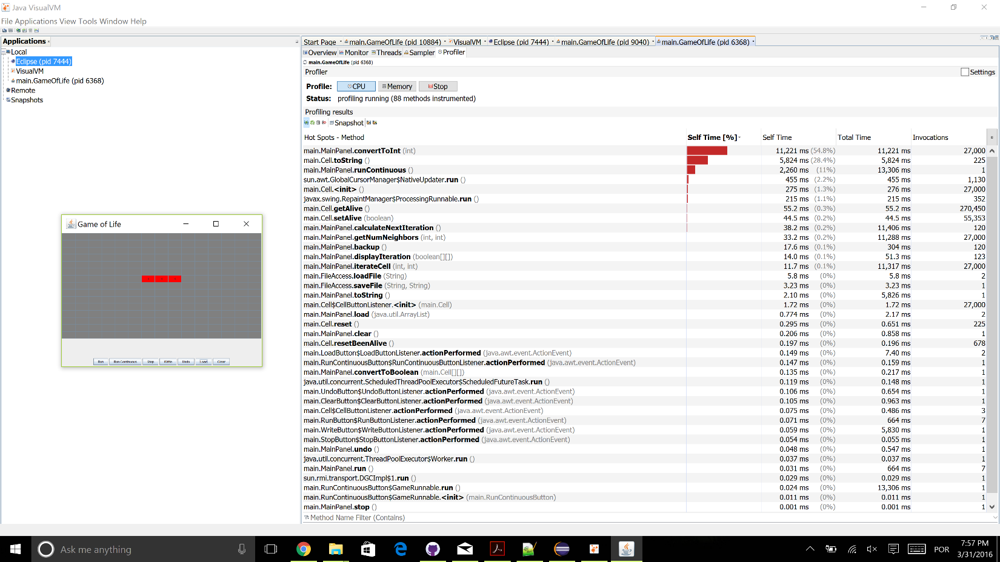 Java VisualVM
File Applications View Tools Window Help
Applications
Local
Eclipse (pid 7444)
VisualVM
main.GameOfLife (pid 6368)
Remote
Snapshots
Start Page main.GameOfLife (pid 10884) VisualVM Eclipse (pid 7444) main.GameOfLife (pid 9040) main.GameOfLife (pid 6368)
Overview Monitor Threads Sampler Profiler
main.GameOfLife (pid 6368)
Profiler Settings
Profile: CPU Memory Stop
Status: profiling running (88 methods instrumented)
Profiling results
Snapshot
Hot Spots - Method Self Time [%] Self Time Total Time Invocations
main.MainPanel.convertToInt (int) 11,221 ms (54.8%) 11,221 ms 27,000
main.Cell.toString () 5,824 ms (28.4%) 5,824 ms 225
main.MainPanel.runContinuous () 2,260 ms (11%) 13,306 ms 1
sun.awt.GlobalCursorManager$NativeUpdater.run () 455 ms (2.2%) 455 ms 1,130
main.Cell.<init> () 275 ms (1.3%) 276 ms 27,000
javax.swing.RepaintManager$ProcessingRunnable.run () 215 ms (1.1%) 215 ms 352
main.Cell.getAlive () 55.2 ms (0.3%) 55.2 ms 270,450
main.Cell.setAlive (boolean) 44.5 ms (0.2%) 44.5 ms 55,353
main.MainPanel.calculateNextIteration () 38.2 ms (0.2%) 11,406 ms 120
main.MainPanel.getNumNeighbors (int, int) 33.2 ms (0.2%) 11,288 ms 27,000
main.MainPanel.backup () 17.6 ms (0.1%) 304 ms 120
main.MainPanel.displayIteration (boolean[][]) 14.0 ms (0.1%) 51.3 ms 123
main.MainPanel.iterateCell (int, int) 11.7 ms (0.1%) 11,317 ms 27,000
main.FileAccess.loadFile (String) 5.8 ms (0%) 5.8 ms 2
main.FileAccess.saveFile (String, String) 3.23 ms (0%) 3.23 ms 1
main.MainPanel.toString () 2.10 ms (0%) 5,826 ms 1
main.Cell$CellButtonListener.<init> (main.Cell) 1.72 ms (0%) 1.72 ms 27,000
main.MainPanel.load (java.util.ArrayList) 0.774 ms (0%) 2.17 ms 2
main.Cell.reset () 0.295 ms (0%) 0.651 ms 225
main.MainPanel.clear () 0.206 ms (0%) 0.858 ms 1
main.Cell.resetBeenAlive () 0.197 ms (0%) 0.196 ms 678
main.LoadButton$LoadButtonListener.actionPerformed (java.awt.event.ActionEvent) 0.149 ms (0%) 7.40 ms 2
main.RunContinuousButton$RunContinuousButtonListener.actionPerformed (java.awt.event.ActionEvent) 0.147 ms (0%) 0.159 ms 1
main.MainPanel.convertToBoolean (main.Cell[][]) 0.135 ms (0%) 0.217 ms 1
java.util.concurrent.ScheduledThreadPoolExecutor$ScheduledFutureTask.run () 0.119 ms (0%) 0.148 ms 1
main.UndoButton$UndoButtonListener.actionPerformed (java.awt.event.ActionEvent) 0.106 ms (0%) 0.654 ms 1
main.ClearButton$ClearButtonListener.actionPerformed (java.awt.event.ActionEvent) 0.105 ms (0%) 0.963 ms 1
main.Cell$CellButtonListener.actionPerformed (java.awt.event.ActionEvent) 0.075 ms (0%) 0.486 ms 3
main.RunButton$RunButtonListener.actionPerformed (java.awt.event.ActionEvent) 0.071 ms (0%) 664 ms 7
main.WriteButton$WriteButtonListener.actionPerformed (java.awt.event.ActionEvent) 0.059 ms (0%) 5,830 ms 1
main.StopButton$StopButtonListener.actionPerformed (java.awt.event.ActionEvent) 0.054 ms (0%) 0.055 ms 1
main.MainPanel.undo () 0.048 ms (0%) 0.547 ms 1
java.util.concurrent.ThreadPoolExecutor$Worker.run () 0.037 ms (0%) 0.037 ms 1
main.MainPanel.run () 0.031 ms (0%) 664 ms 7
sun.rmi.transport.DGCImpl$1.run () 0.029 ms (0%) 0.029 ms 1
main.RunContinuousButton$GameRunnable.run () 0.024 ms (0%) 13,306 ms 1
main.RunContinuousButton$GameRunnable.<init> (main.RunContinuousButton) 0.011 ms (0%) 0.011 ms 1
main.MainPanel.stop () 0.001 ms (0%) 0.001 ms 1
Method Name Filter (Contains)
Game of Life
Run Run Continuous Stop Write Undo Load Clear
Ask me anything
POR
7:57 PM
3/31/2016